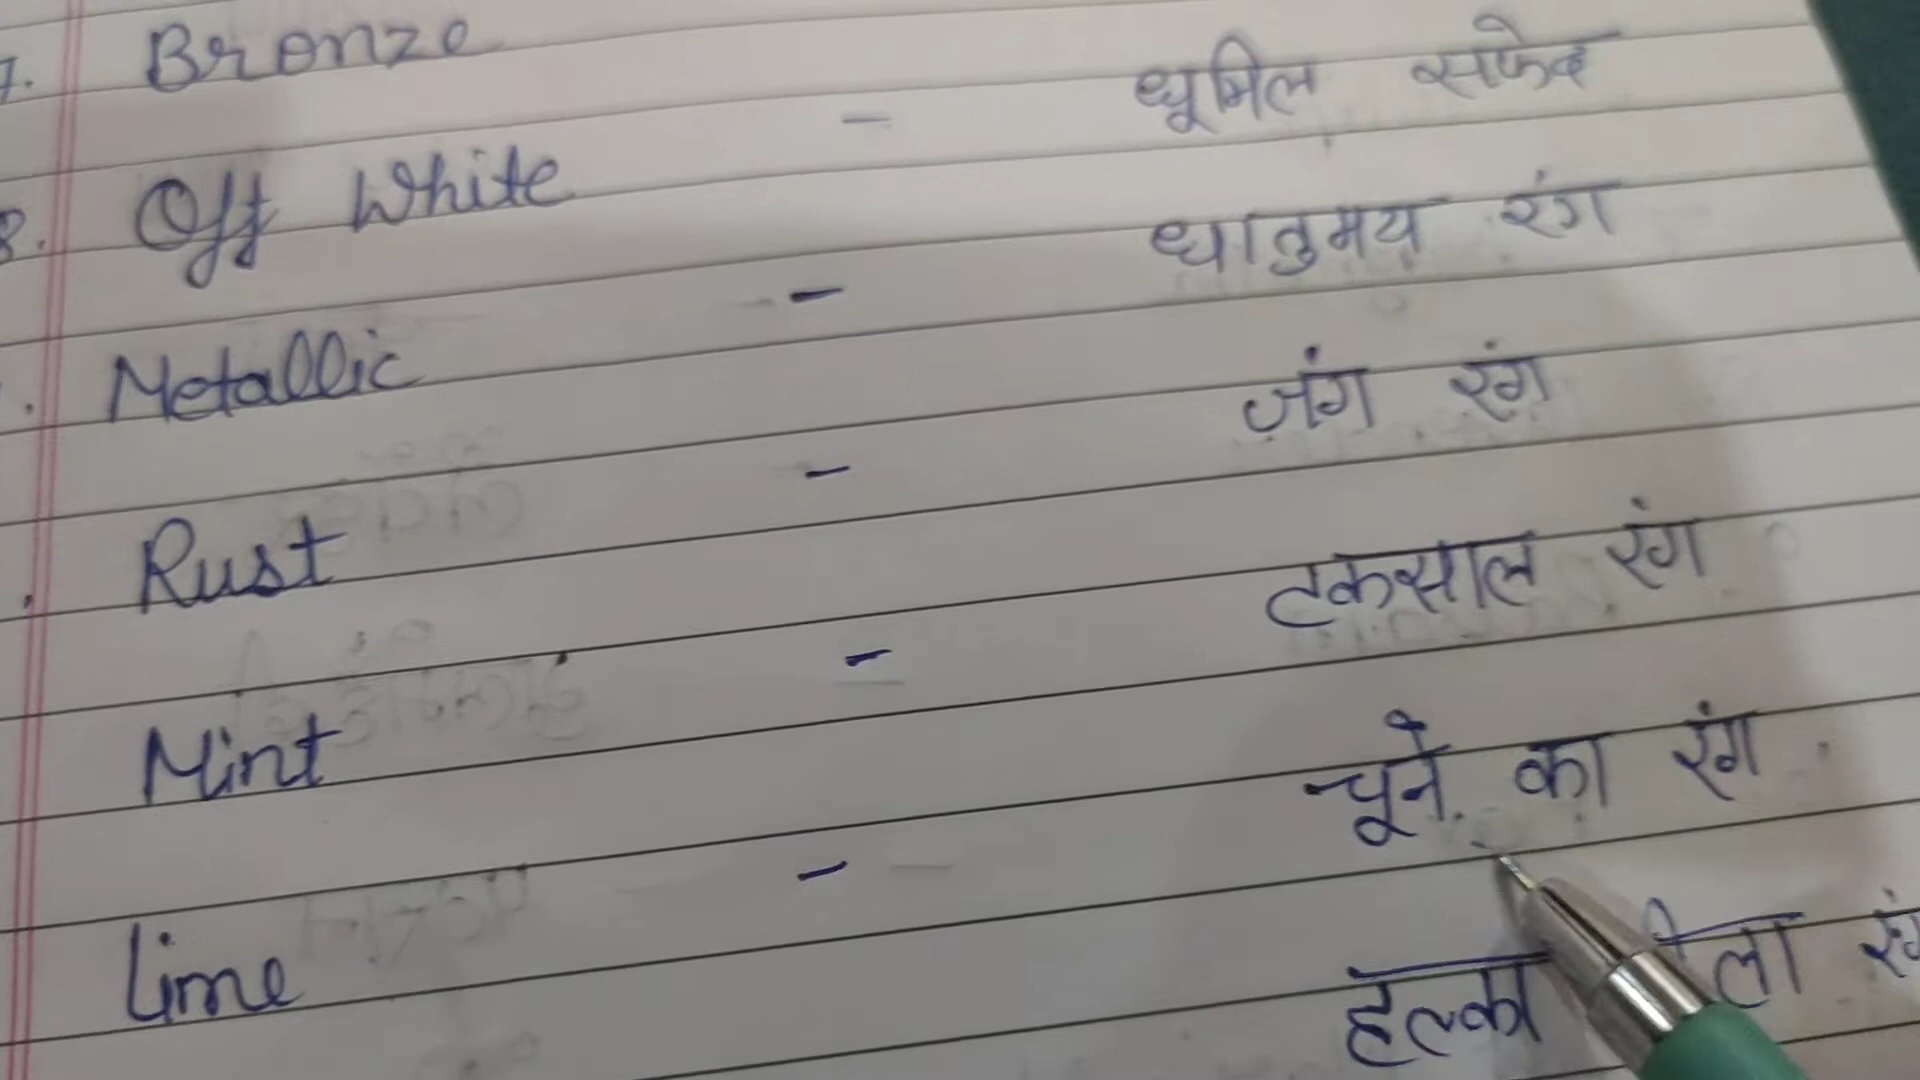 7. Bronze
8. Off White - धूमिल सफेद
Metallic - धातुमय रंग
Rust - जंग रंग
Mint - टकसाल रंग
Lime - चूने का रंग
हल्का ला रंग